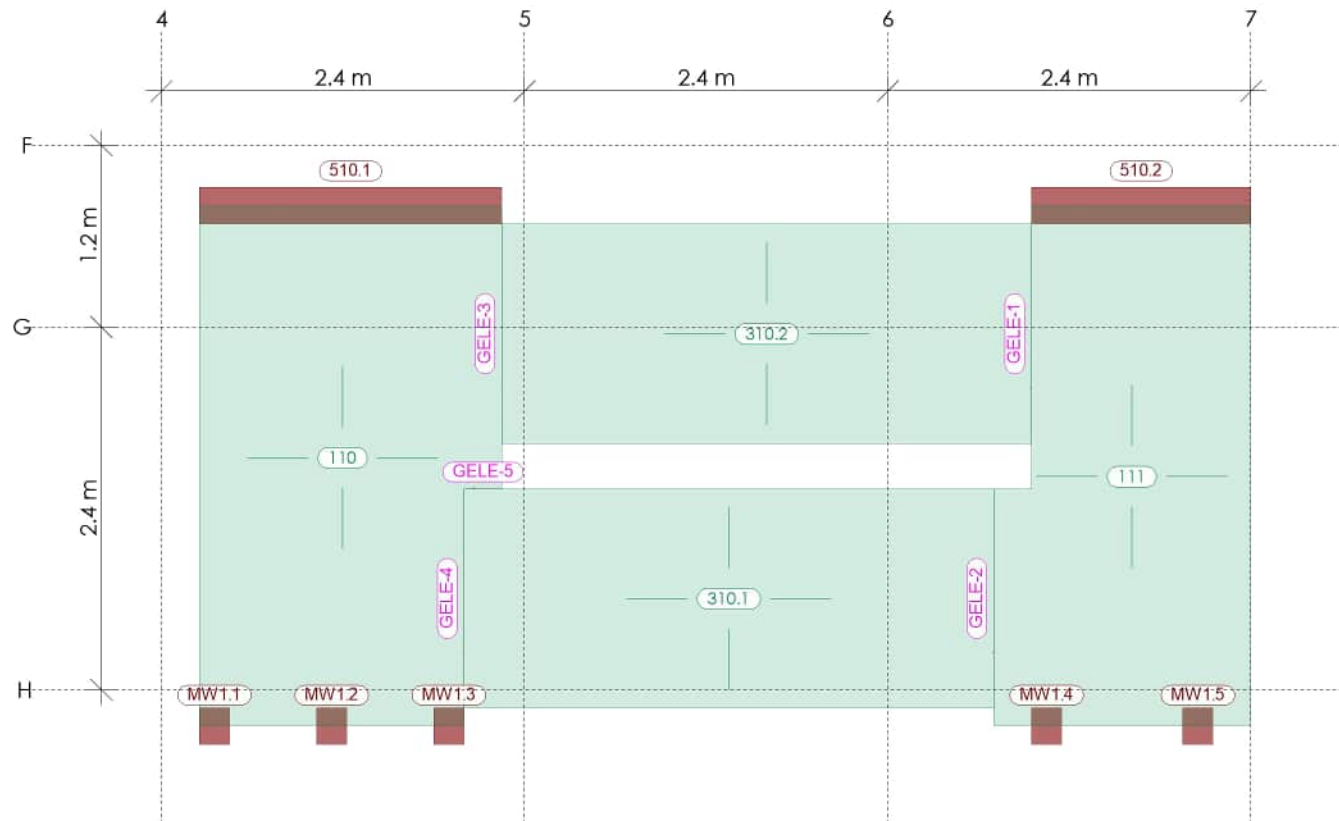 4
5
6
7
2.4 m
2.4 m
2.4 m
F
510.1
510.2
1.2 m
G
GELE-3
310.2
GELE-1
110
GELE-5
111
2.4 m
GELE-4
310.1
GELE-2
H
MW1.1
MW1.2
MW1.3
MW1.4
MW1.5